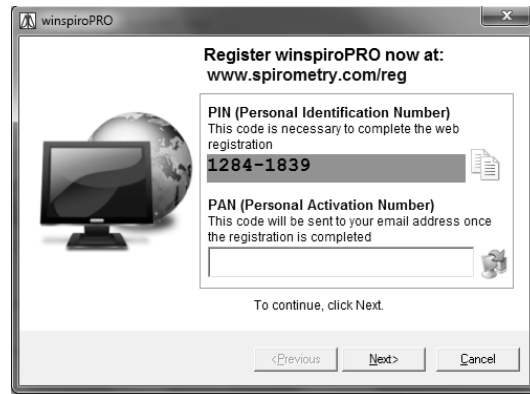 winspiroPRO
Register winspiroPRO now at:
www.spirometry.com/reg
PIN (Personal Identification Number)
This code is necessary to complete the web
registration
1284-1839
PAN (Personal Activation Number)
This code will be sent to your email address once
the registration is completed
To continue, click Next.
<Previous Next> Cancel